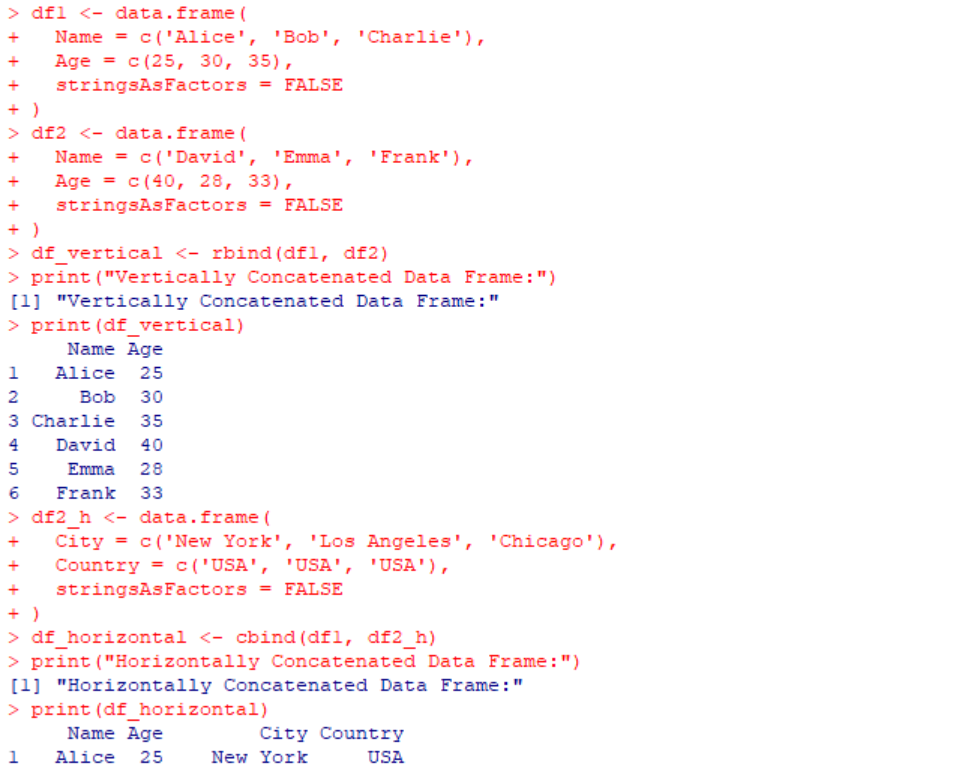 > df1 <- data.frame(
+   Name = c('Alice', 'Bob', 'Charlie'),
+   Age = c(25, 30, 35),
+   stringsAsFactors = FALSE
+ )
> df2 <- data.frame(
+   Name = c('David', 'Emma', 'Frank'),
+   Age = c(40, 28, 33),
+   stringsAsFactors = FALSE
+ )
> df_vertical <- rbind(df1, df2)
> print("Vertically Concatenated Data Frame:")
[1] "Vertically Concatenated Data Frame:"
> print(df_vertical)
     Name Age
1   Alice  25
2     Bob  30
3 Charlie  35
4   David  40
5    Emma  28
6   Frank  33
> df2_h <- data.frame(
+   City = c('New York', 'Los Angeles', 'Chicago'),
+   Country = c('USA', 'USA', 'USA'),
+   stringsAsFactors = FALSE
+ )
> df_horizontal <- cbind(df1, df2_h)
> print("Horizontally Concatenated Data Frame:")
[1] "Horizontally Concatenated Data Frame:"
> print(df_horizontal)
     Name Age        City Country
1   Alice  25    New York     USA